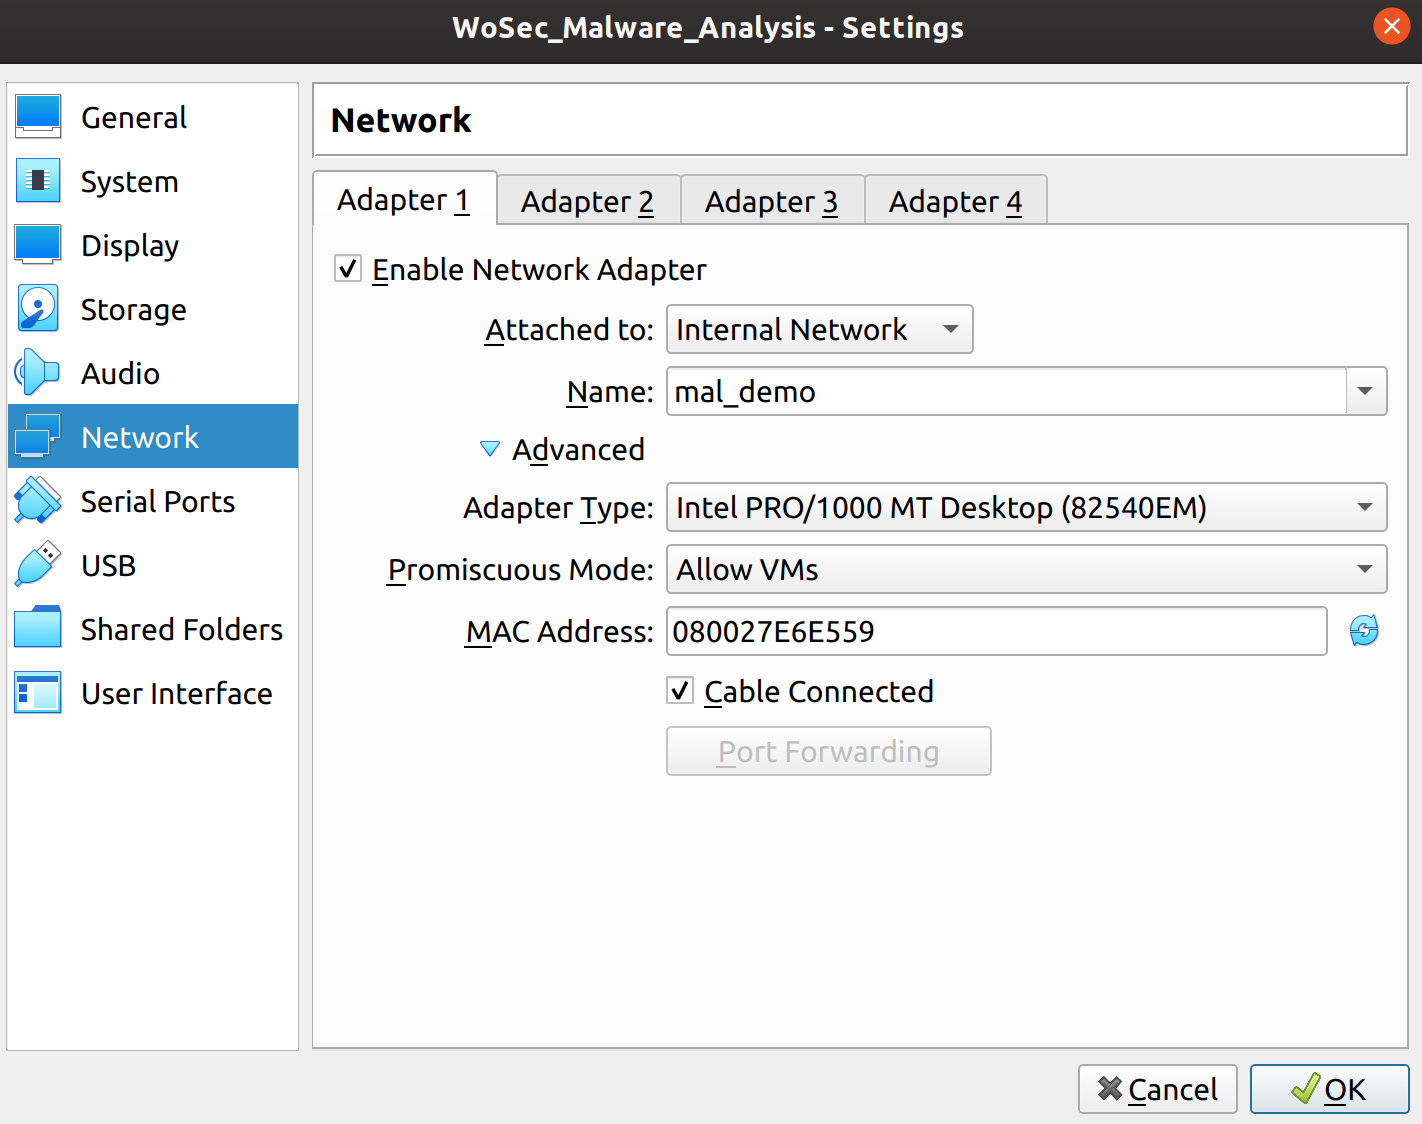 WoSec_Malware_Analysis - Settings
General
System
Display
Storage
Audio
Network
Serial Ports
USB
Shared Folders
User Interface
Network
Adapter 1 Adapter 2 Adapter 3 Adapter 4
Enable Network Adapter
Attached to: Internal Network
Name: mal_demo
Advanced
Adapter Type: Intel PRO/1000 MT Desktop (82540EM)
Promiscuous Mode: Allow VMs
MAC Address: 080027E6E559
Cable Connected
Port Forwarding
Cancel OK